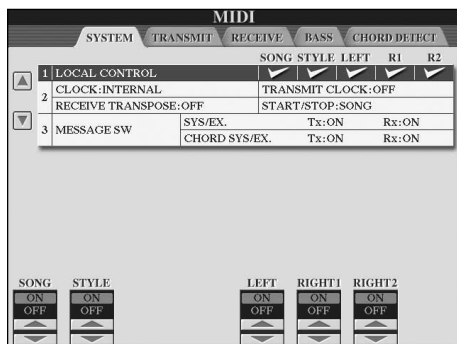 MIDI
SYSTEM TRANSMIT RECEIVE BASS CHORD DETECT
SONG STYLE LEFT R1 R2
1 LOCAL CONTROL
2 CLOCK:INTERNAL TRANSMIT CLOCK:OFF
RECEIVE TRANSPOSE:OFF START/STOP:SONG
3 MESSAGE SW SYS/EX. Tx:ON Rx:ON
CHORD SYS/EX. Tx:ON Rx:ON
SONG STYLE LEFT RIGHT1 RIGHT2
ON ON ON ON ON
OFF OFF OFF OFF OFF